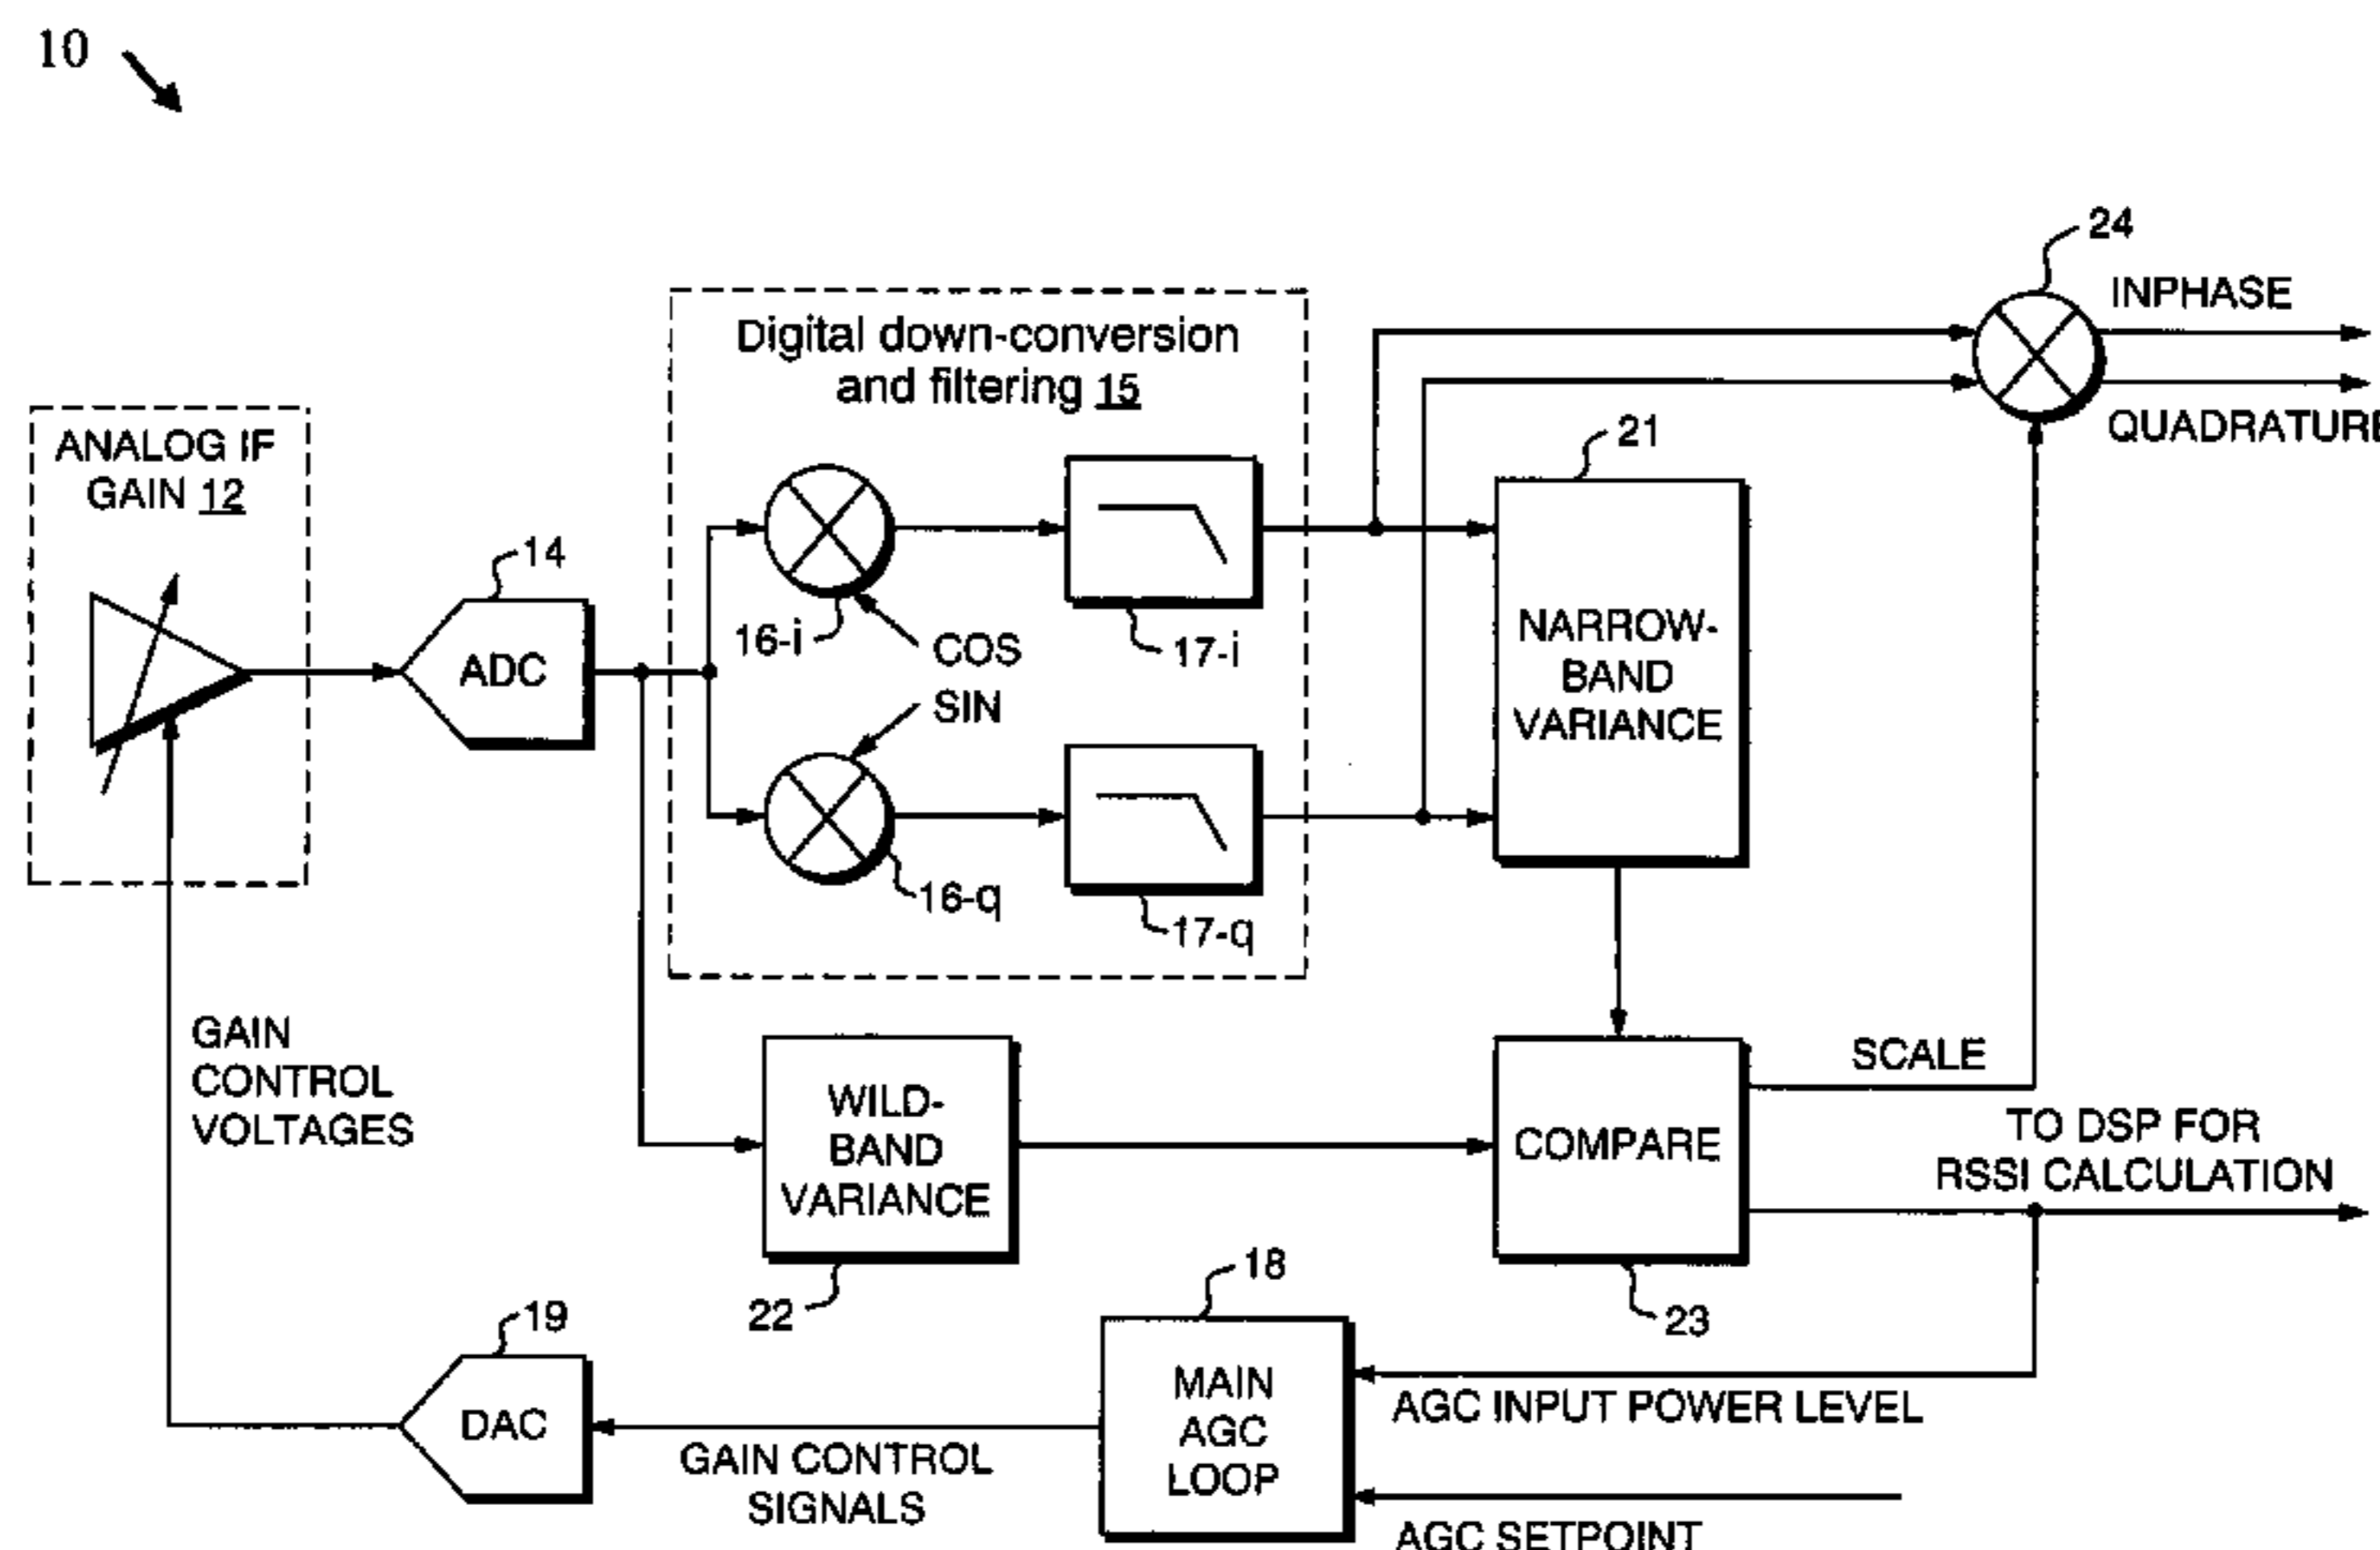 10
24
INPHASE
QUADRATURE
Digital down-conversion
and filtering 15
ANALOG IF
GAIN 12
21
14
ADC
16-i
COS
SIN
17-i
NARROW-
BAND
VARIANCE
16-q
17-q
GAIN
CONTROL
VOLTAGES
WILD-
BAND
VARIANCE
22
COMPARE
23
SCALE
TO DSP FOR
RSSI CALCULATION
18
MAIN
AGC
LOOP
19
DAC
GAIN CONTROL
SIGNALS
AGC INPUT POWER LEVEL
AGC SETPOINT